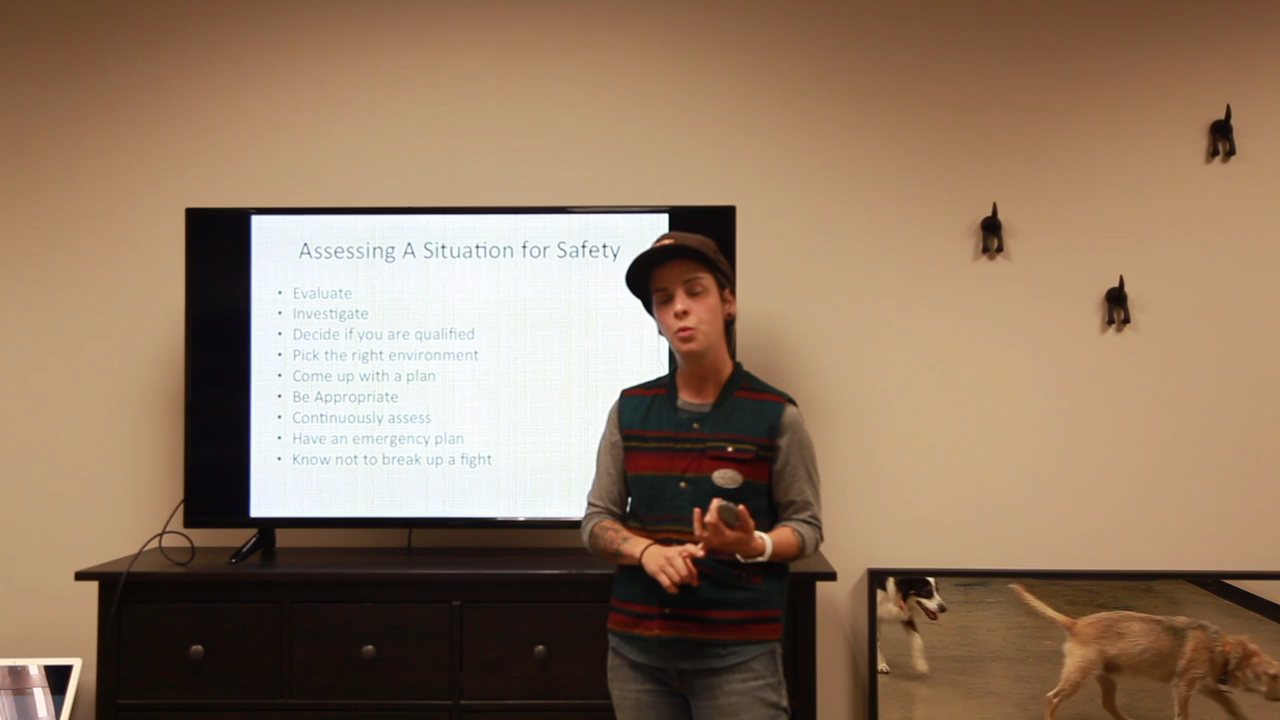 Assessing A Situation for Safety
• Evaluate
• Investigate
• Decide if you are qualified
• Pick the right environment
• Come up with a plan
• Be Appropriate
• Continuously assess
• Have an emergency plan
• Know not to break up a fight